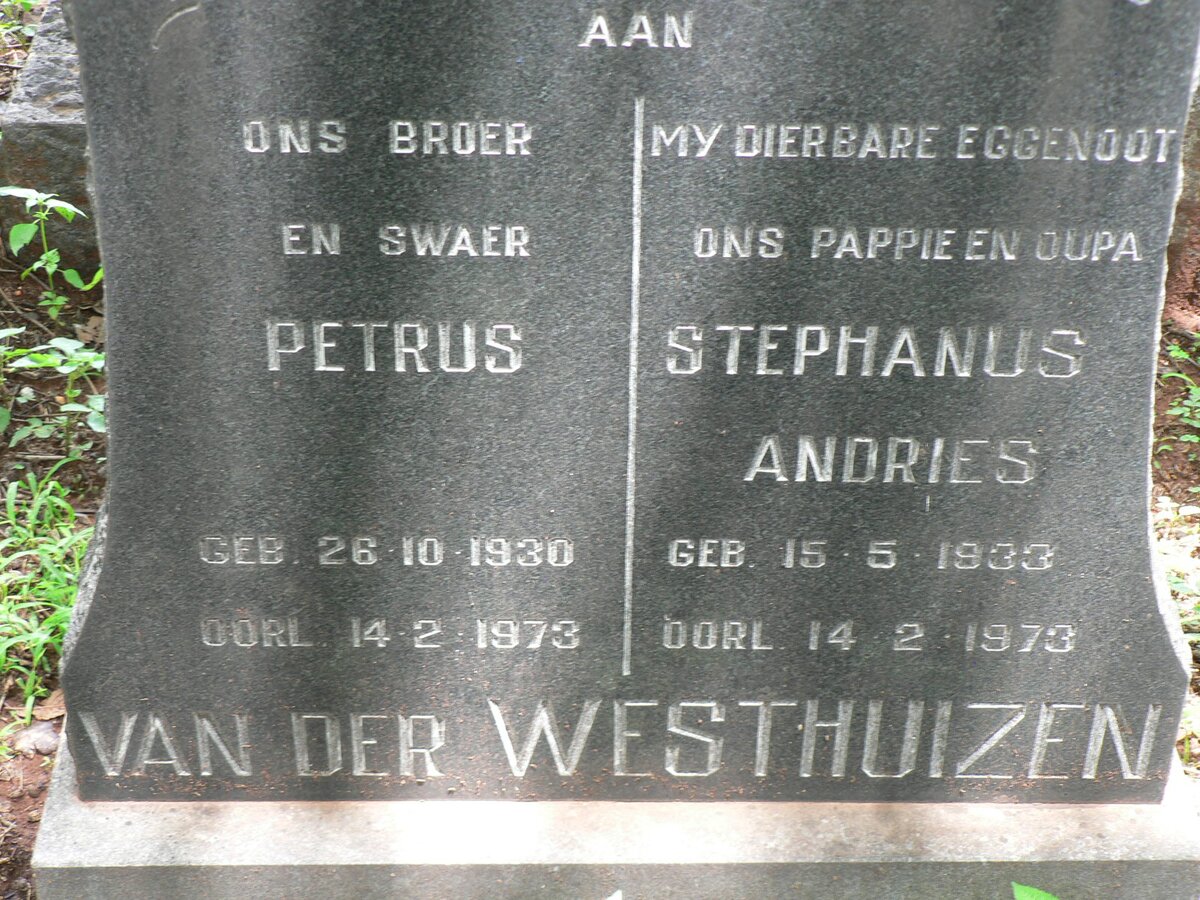 AAN
ONS BROER
EN SWAER
PETRUS
GEB. 26·10·1930
OORL. 14·2·1973
MY DIERBARE EGGENOOT
ONS PAPPIE EN OUPA
STEPHANUS
ANDRIES
GEB. 15·5·1933
OORL. 14·2·1973
VAN DER WESTHUIZEN